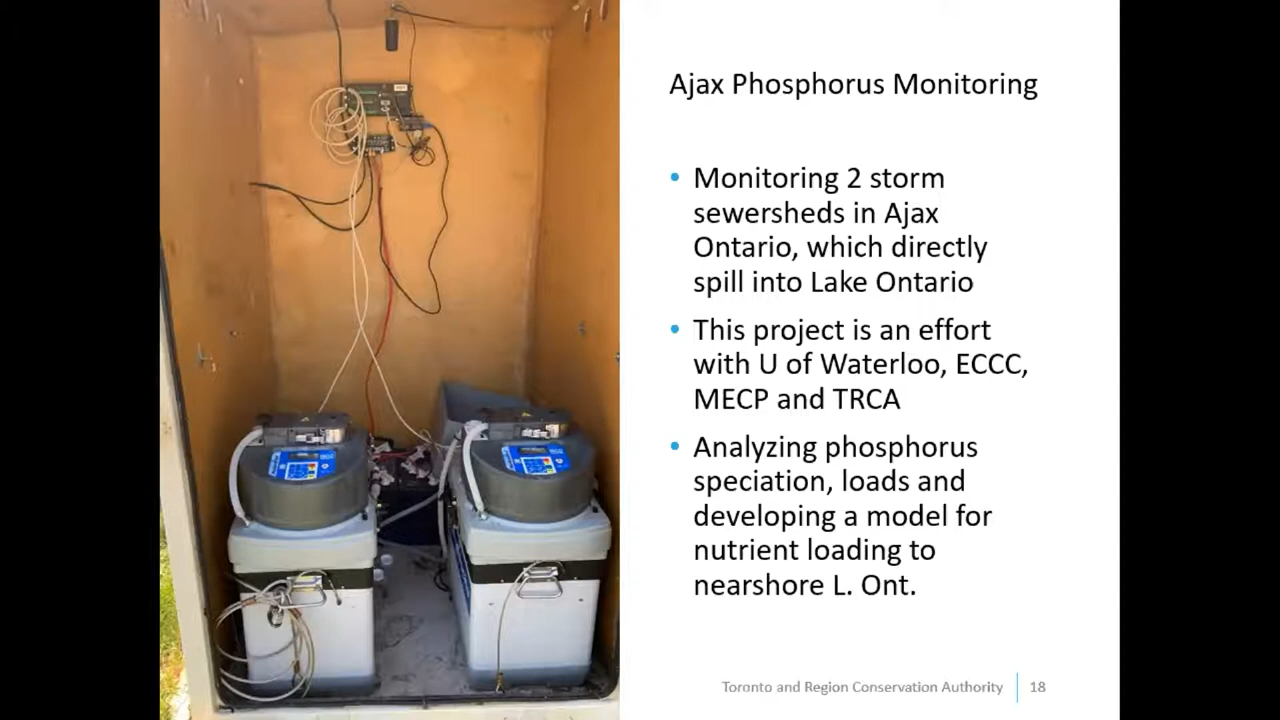 Ajax Phosphorus Monitoring
• Monitoring 2 storm
sewersheds in Ajax
Ontario, which directly
spill into Lake Ontario
• This project is an effort
with U of Waterloo, ECCC,
MECP and TRCA
• Analyzing phosphorus
speciation, loads and
developing a model for
nutrient loading to
nearshore L. Ont.
Toronto and Region Conservation Authority
18